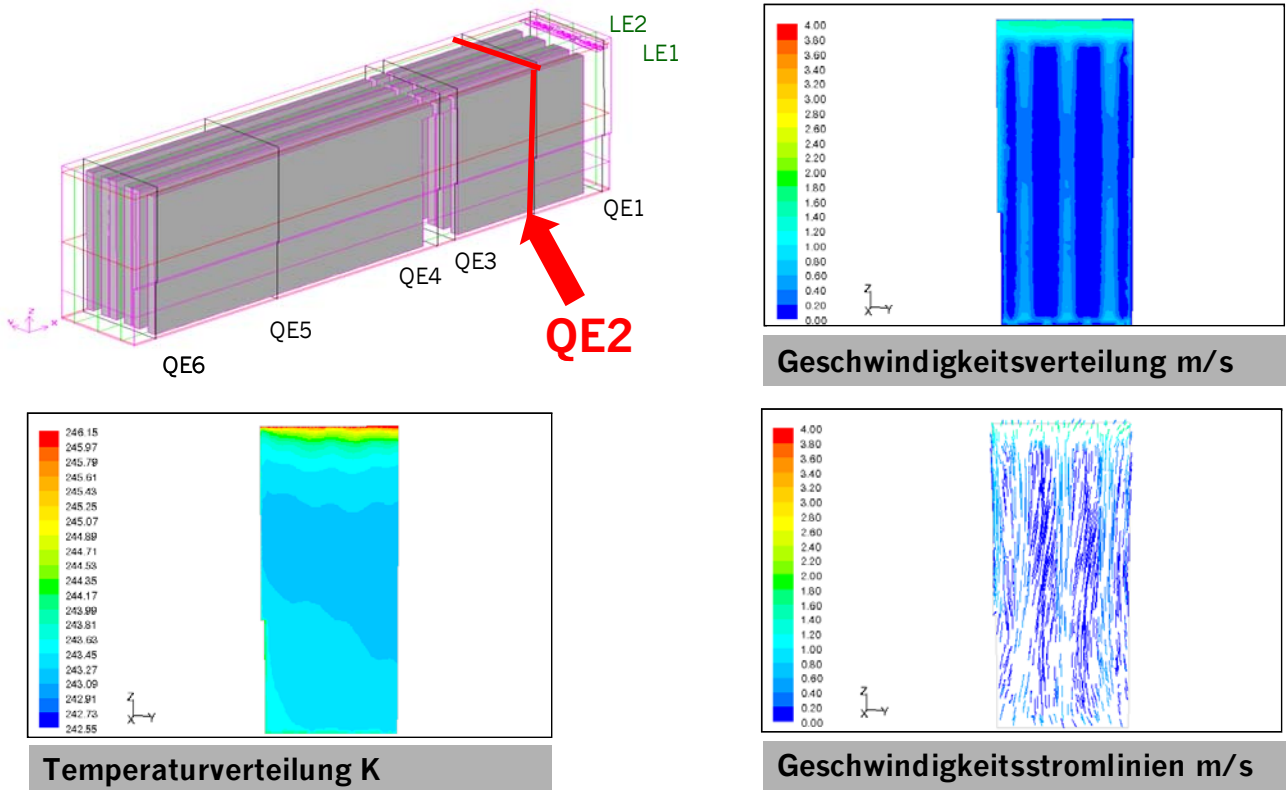 LE2
LE1
QE1
QE3
QE4
QE2
QE5
QE6
z
x
4.00
3.80
3.60
3.40
3.20
3.00
2.80
2.60
2.40
2.20
2.00
1.80
1.60
1.40
1.20
1.00
0.80
0.60
0.40
0.20
0.00
Z
X
Y
Geschwindigkeitsverteilung m/s
246.15
245.97
245.79
245.61
245.43
245.25
245.07
244.89
244.71
244.53
244.35
244.17
243.99
243.81
243.63
243.45
243.27
243.09
242.91
242.73
242.55
Z
X
Y
Temperaturverteilung K
4.00
3.80
3.60
3.40
3.20
3.00
2.80
2.60
2.40
2.20
2.00
1.80
1.60
1.40
1.20
1.00
0.80
0.60
0.40
0.20
0.00
Z
X
Y
Geschwindigkeitsstromlinien m/s